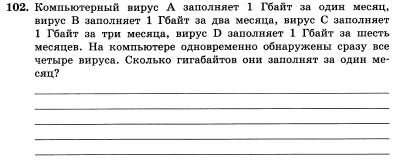 102. Компьютерный вирус А заполняет 1 Гбайт за один месяц,
вирус В заполняет 1 Гбайт за два месяца, вирус С заполняет
1 Гбайт за три месяца, вирус D заполняет 1 Гбайт за шесть
месяцев. На компьютере одновременно обнаружены сразу все
четыре вируса. Сколько гигабайтов они заполнят за один ме-
сяц?